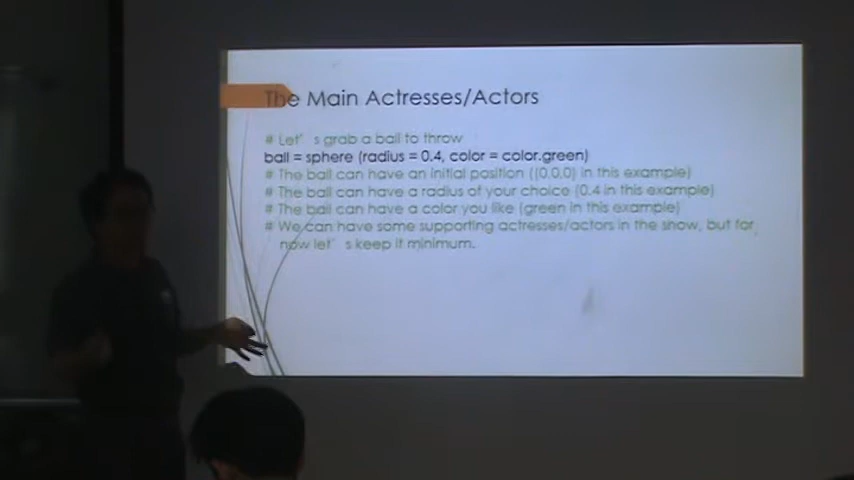 The Main Actresses/Actors
# Let's grab a ball to throw
ball = sphere (radius = 0.4, color = color.green)
# The ball can have an initial position ((0,0,0) in this example)
# The ball can have a radius of your choice (0.4 in this example)
# The ball can have a color you like (green in this example)
# We can have some supporting actresses/actors in the show, but for
now let's keep it minimum.